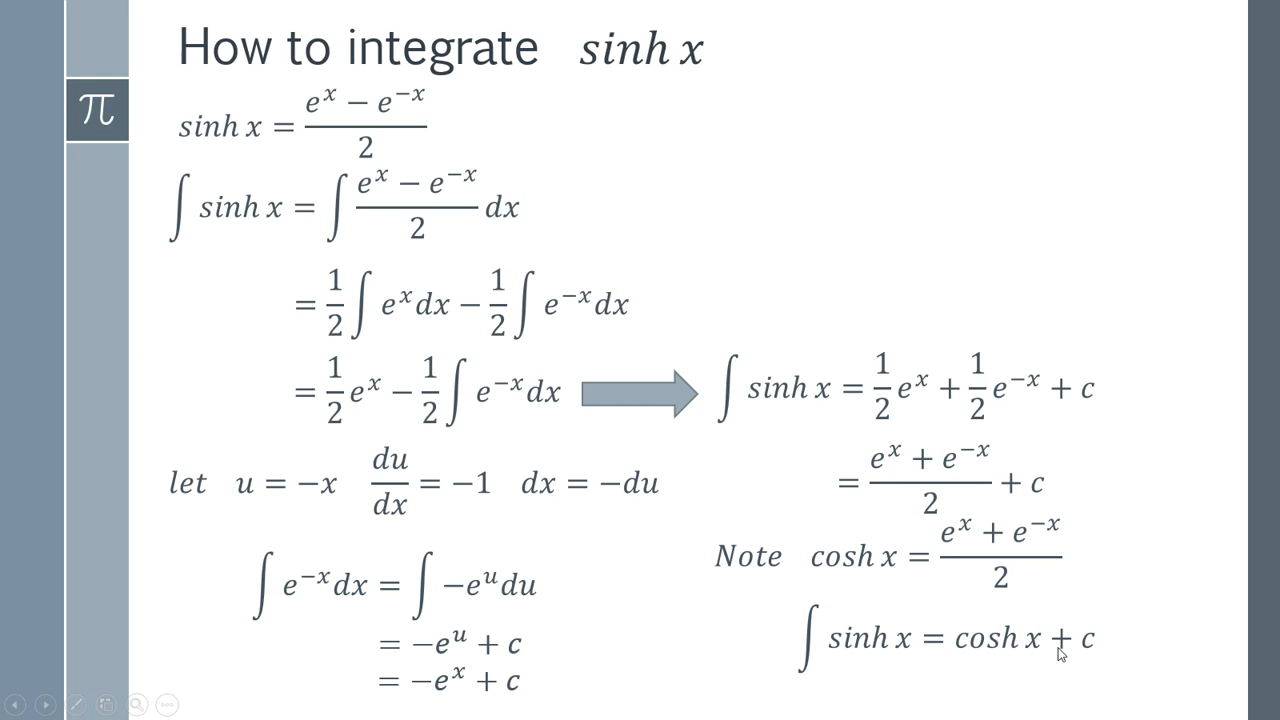 π
How to integrate sinh x
sinh x = (e^x − e^−x)/2
∫ sinh x = ∫ (e^x − e^−x)/2 dx
= 1/2 ∫ e^x dx − 1/2 ∫ e^−x dx
= 1/2 e^x − 1/2 ∫ e^−x dx
let u = −x du/dx = −1 dx = −du
∫ e^−x dx = ∫ −e^u du
= −e^u + c
= −e^x + c
∫ sinh x = 1/2 e^x + 1/2 e^−x + c
= (e^x + e^−x)/2 + c
Note cosh x = (e^x + e^−x)/2
∫ sinh x = cosh x + c